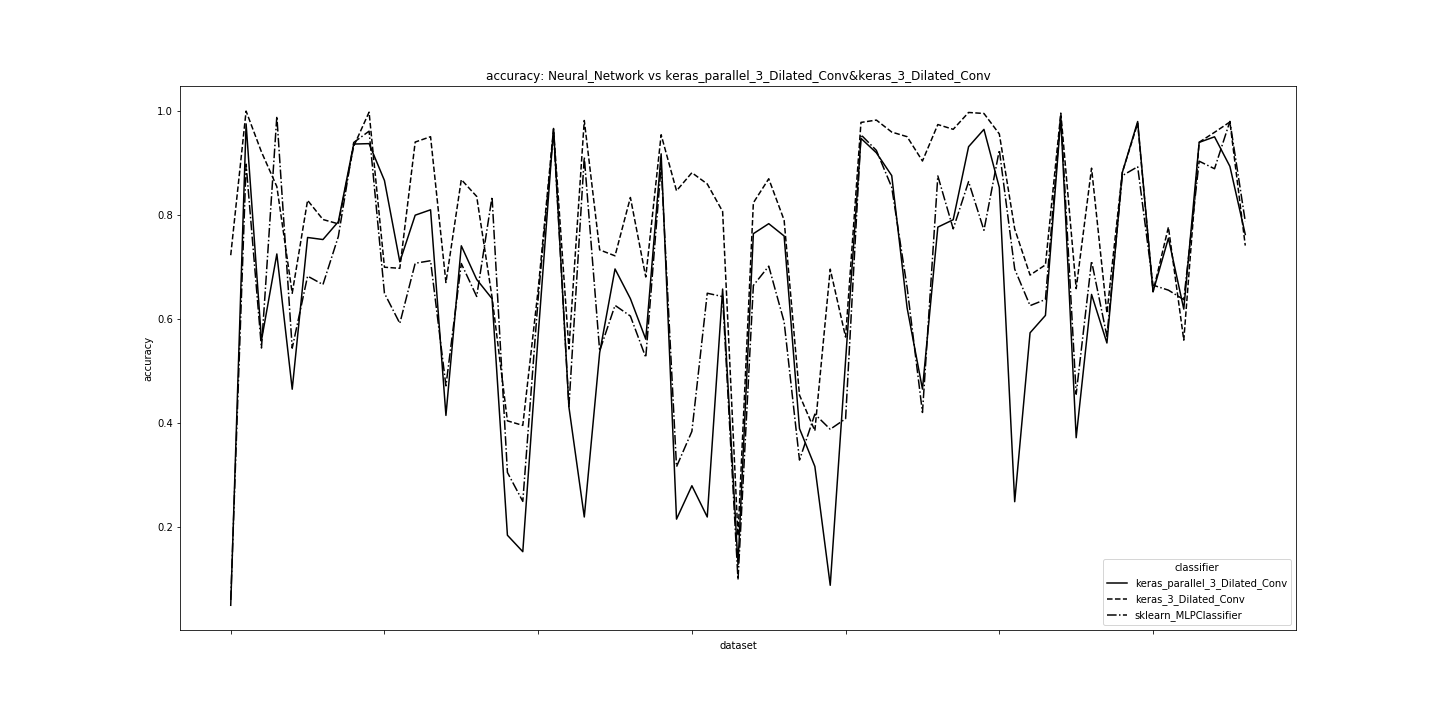 accuracy: Neural_Network vs keras_parallel_3_Dilated_Conv&keras_3_Dilated_Conv
1.0
0.8
0.6
0.4
0.2
accuracy
dataset
classifier
keras_parallel_3_Dilated_Conv
keras_3_Dilated_Conv
sklearn_MLPClassifier